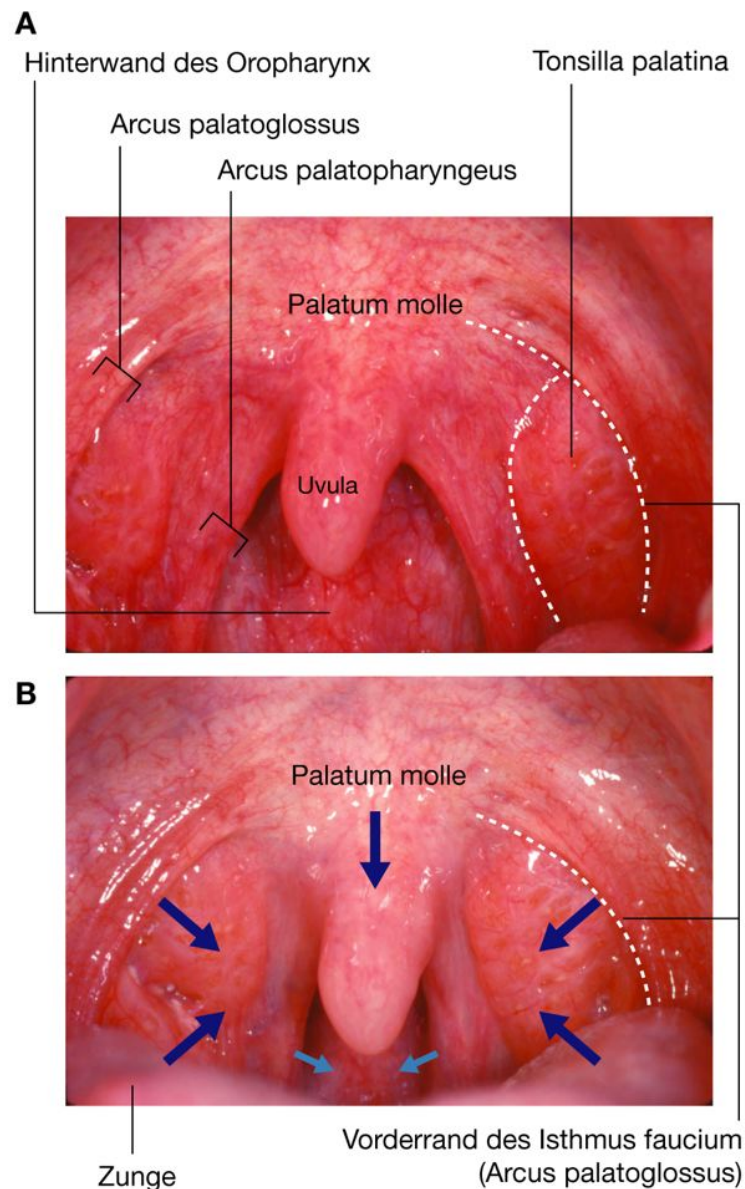 A
Hinterwand des Oropharynx
Tonsilla palatina
Arcus palatoglossus
Arcus palatopharyngeus
Palatum molle
Uvula
B
Palatum molle
Vorderrand des Isthmus faucium
(Arcus palatoglossus)
Zunge